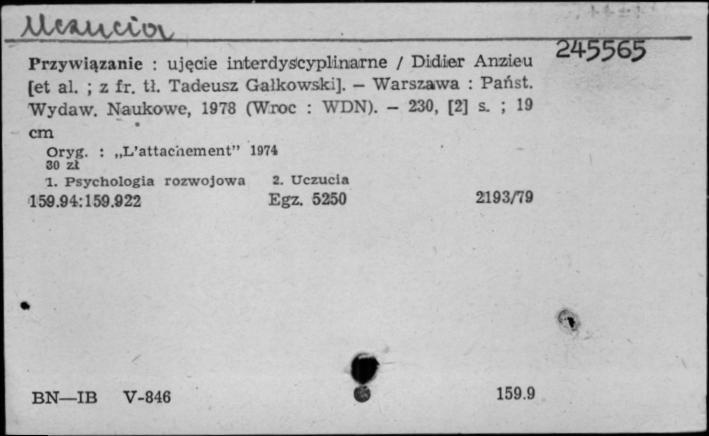 Uczucia
245565
Przywiązanie : ujęcie interdyscyplinarne / Didier Anzieu
[et al. ; z fr. tł. Tadeusz Gałkowski]. — Warszawa : Państ.
Wydaw. Naukowe, 1978 (Wroc : WDN). — 230, [2] s. ; 19
cm
Oryg. : „L'attachement” 1974
30 zł
1. Psychologia rozwojowa 2. Uczucia
159.94:159.922 Egz. 5250 2193/79
BN—IB V-846 159.9